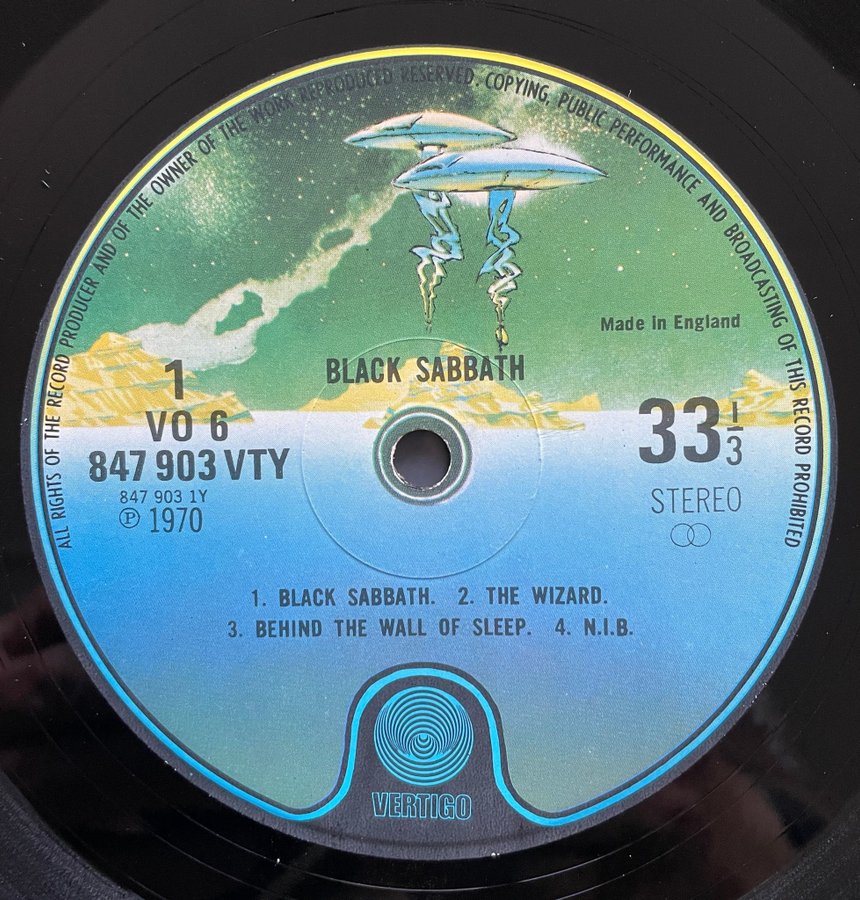 ALL RIGHTS OF THE RECORD PRODUCER AND OF THE OWNER OF THE WORK REPRODUCED RESERVED. COPYING, PUBLIC PERFORMANCE AND BROADCASTING OF THIS RECORD PROHIBITED
Made in England
BLACK SABBATH
1
VO 6
847 903 VTY
847 903 1Y
Ⓟ 1970
33 1/3
STEREO
1. BLACK SABBATH. 2. THE WIZARD.
3. BEHIND THE WALL OF SLEEP. 4. N.I.B.
VERTIGO